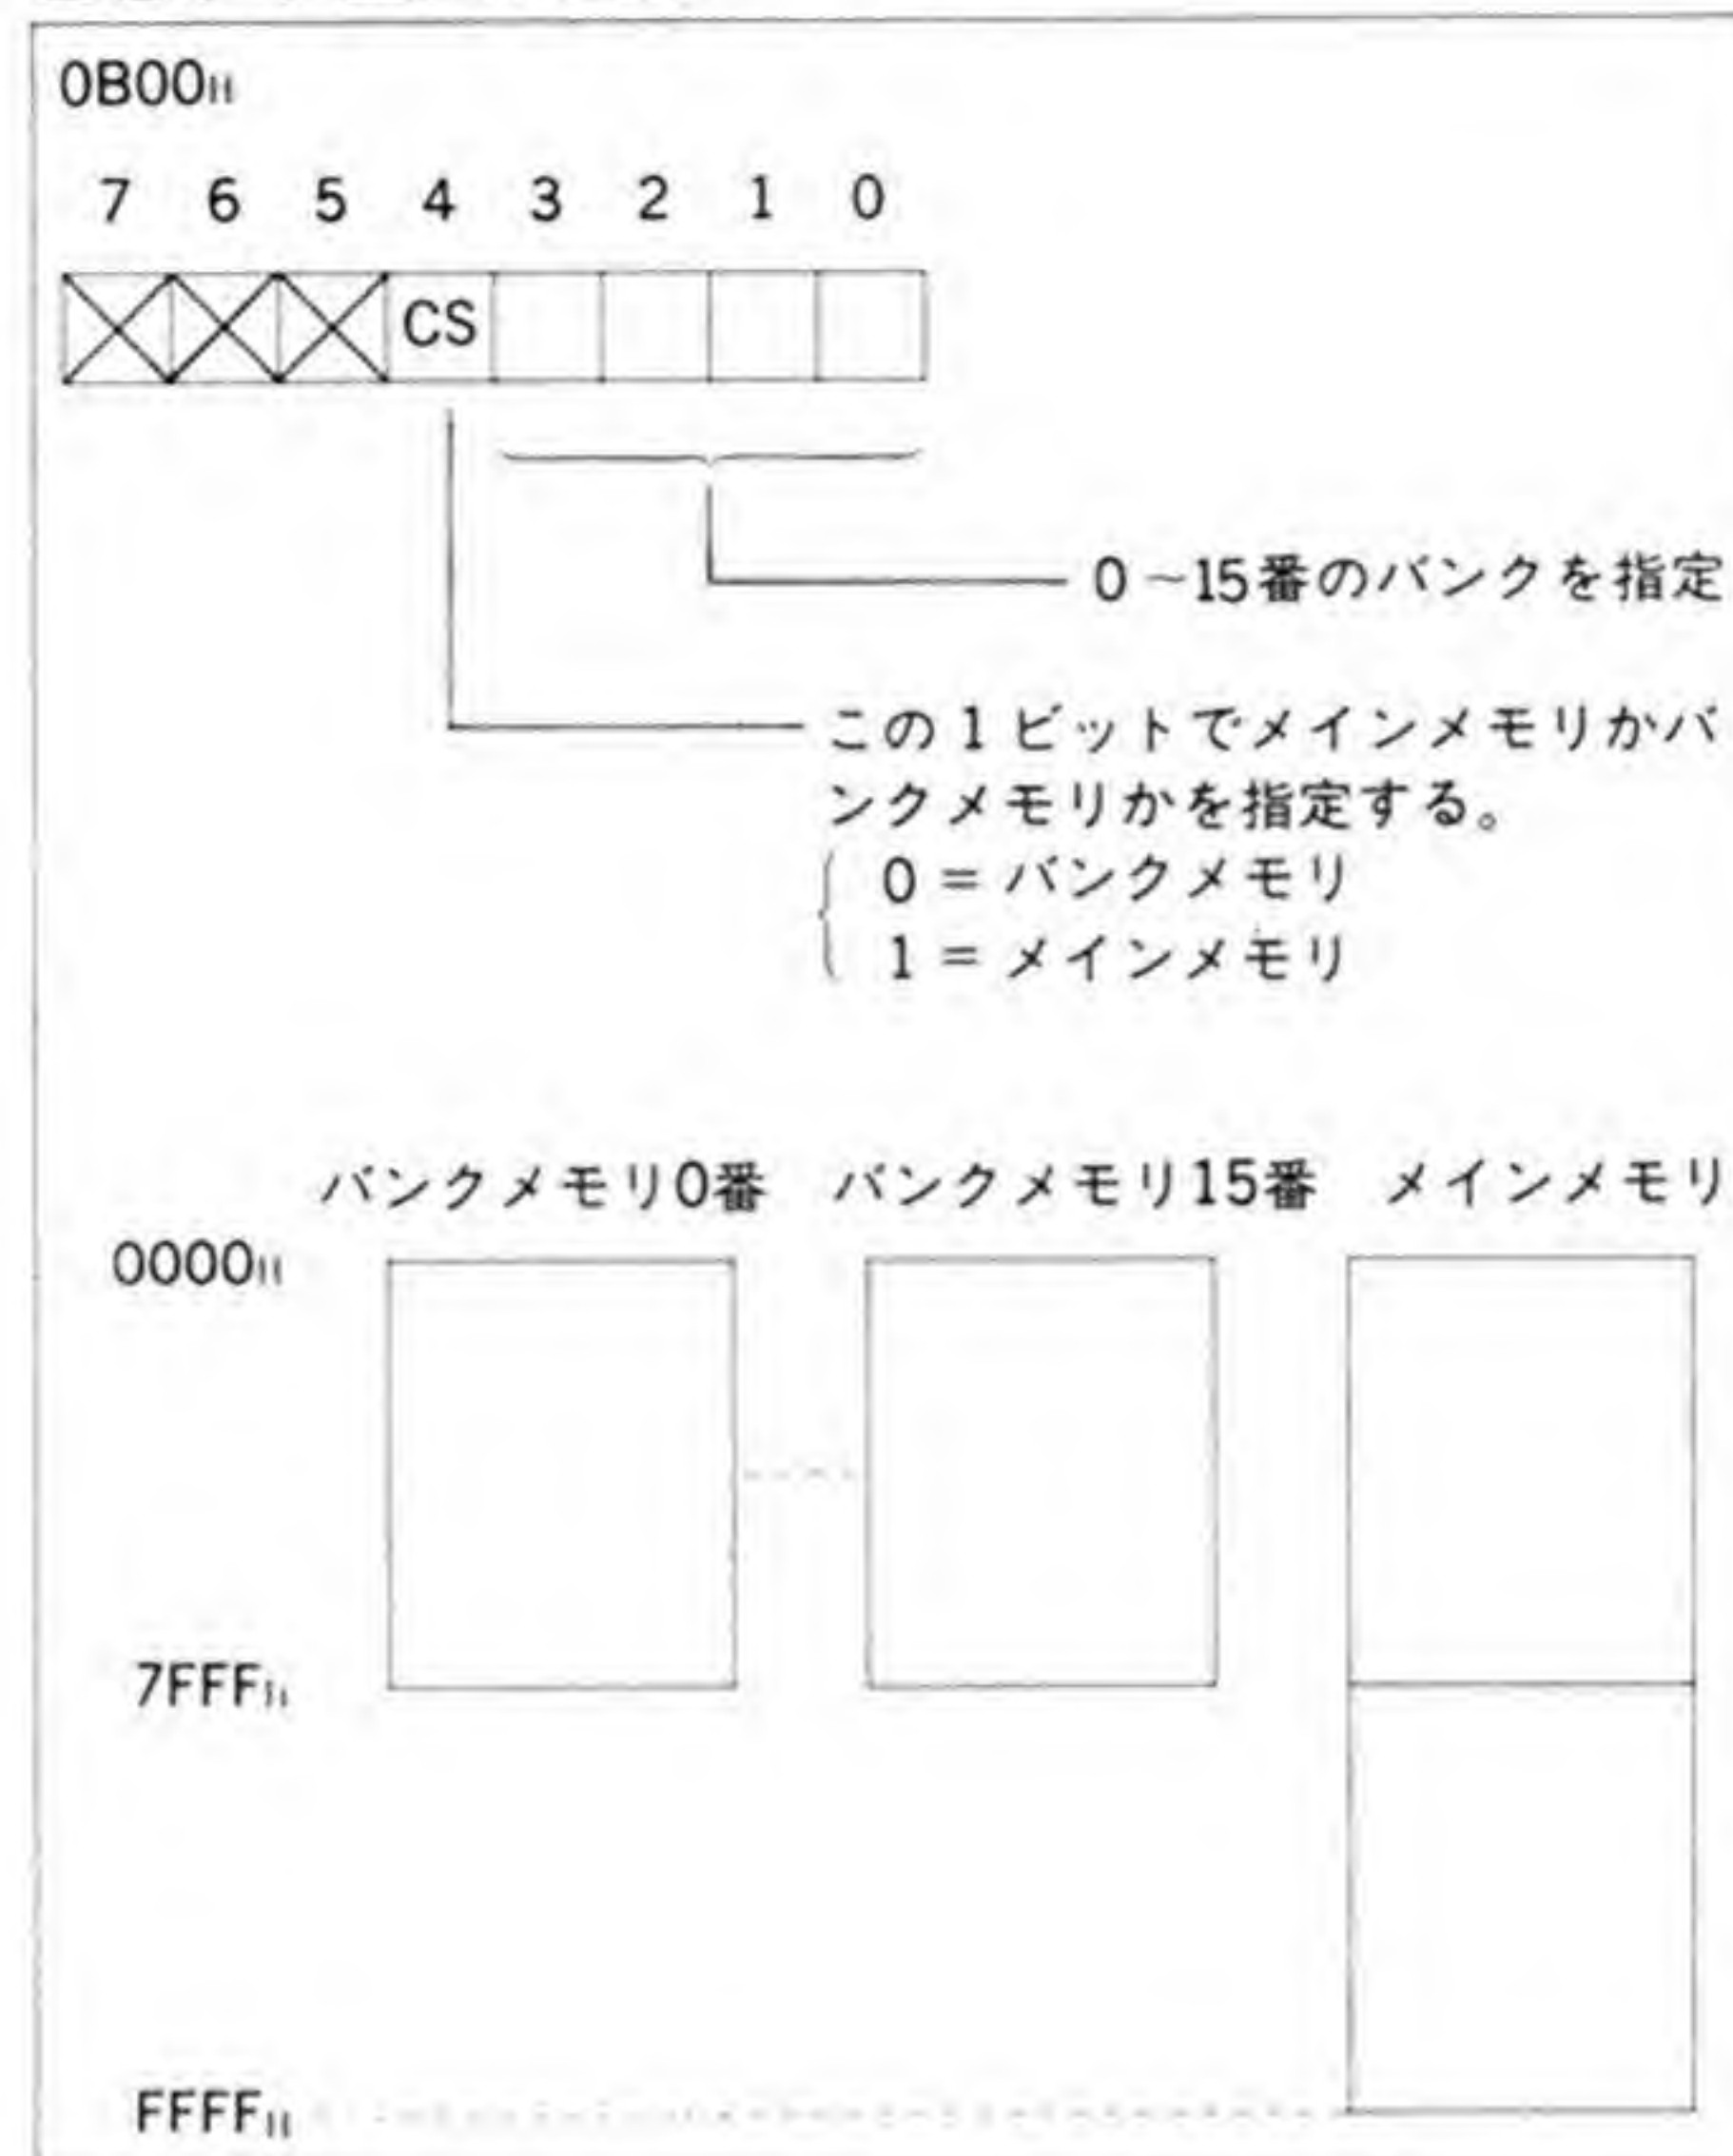 0B00H
7 6 5 4 3 2 1 0
CS
0~15番のバンクを指定
この1ビットでメインメモリかバ
ンクメモリかを指定する。
0=バンクメモリ
1=メインメモリ
バンクメモリ0番 バンクメモリ15番 メインメモリ
0000H
7FFFH
FFFFH